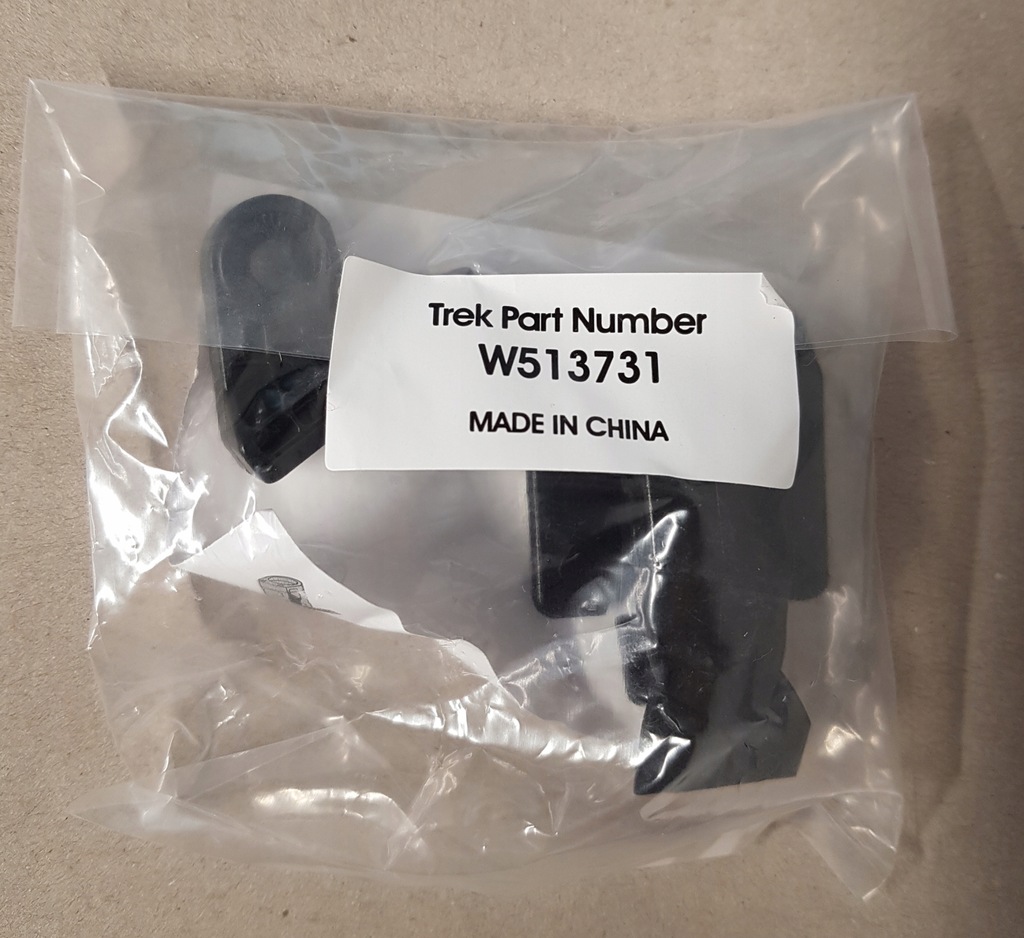 Trek Part Number
W513731
MADE IN CHINA